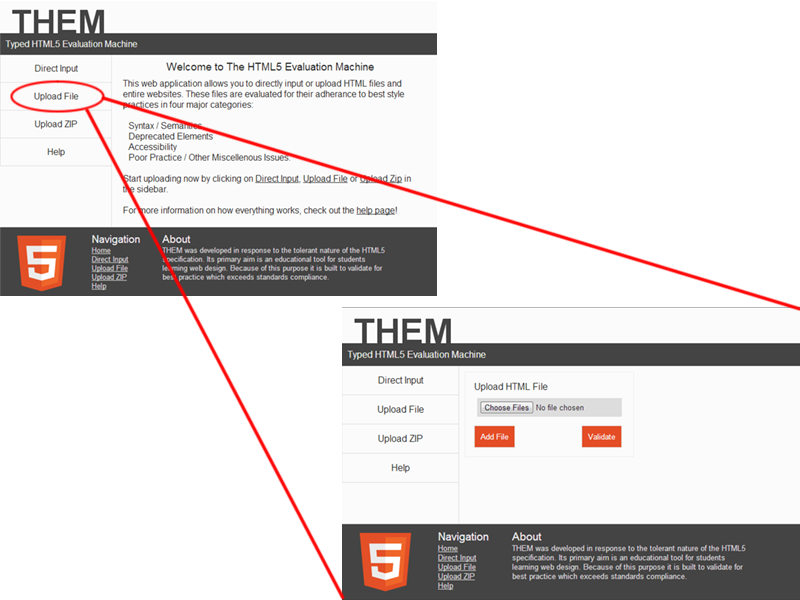 THEM
Typed HTML5 Evaluation Machine
Direct Input
Upload File
Upload ZIP
Help
Welcome to The HTML5 Evaluation Machine
This web application allows you to directly input or upload HTML files and
entire websites. These files are evaluated for their adherance to best style
practices in four major categories:
Syntax / Semantics
Deprecated Elements
Accessibility
Poor Practice / Other Miscellenous Issues.
Start uploading now by clicking on Direct Input, Upload File or Upload Zip in
the sidebar.
For more information on how everything works, check out the help page!
5
Navigation
Home
Direct Input
Upload File
Upload ZIP
Help
About
THEM was developed in response to the tolerant nature of the HTML5
specification. Its primary aim is an educational tool for students
learning web design. Because of this purpose it is built to validate for
best practice which exceeds standards compliance.
THEM
Typed HTML5 Evaluation Machine
Direct Input
Upload File
Upload ZIP
Help
Upload HTML File
Choose Files No file chosen
Add File
Validate
5
Navigation
Home
Direct Input
Upload File
Upload ZIP
Help
About
THEM was developed in response to the tolerant nature of the HTML5
specification. Its primary aim is an educational tool for students
learning web design. Because of this purpose it is built to validate for
best practice which exceeds standards compliance.